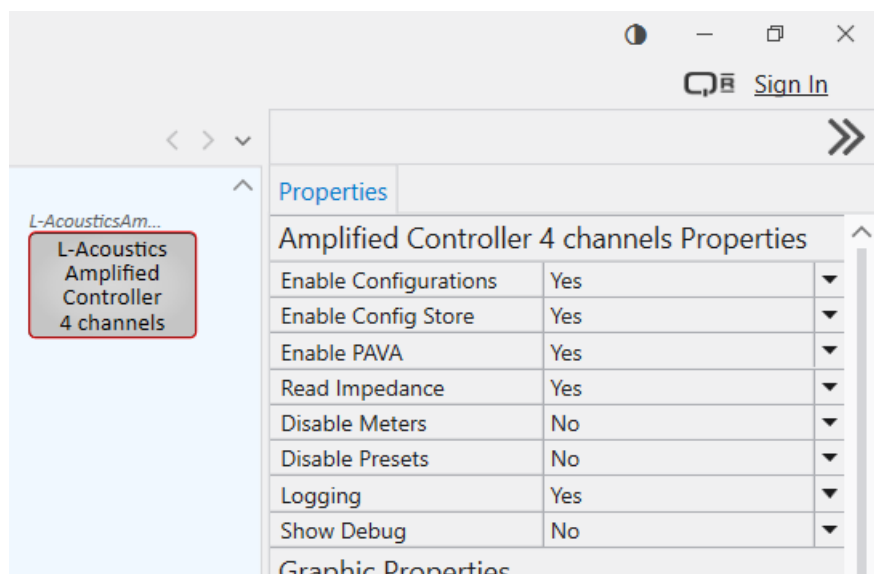 Sign In
L-AcousticsAm...
L-Acoustics
Amplified
Controller
4 channels
Properties
Amplified Controller 4 channels Properties
Enable Configurations Yes
Enable Config Store Yes
Enable PAVA Yes
Read Impedance Yes
Disable Meters No
Disable Presets No
Logging Yes
Show Debug No
Graphic Properties